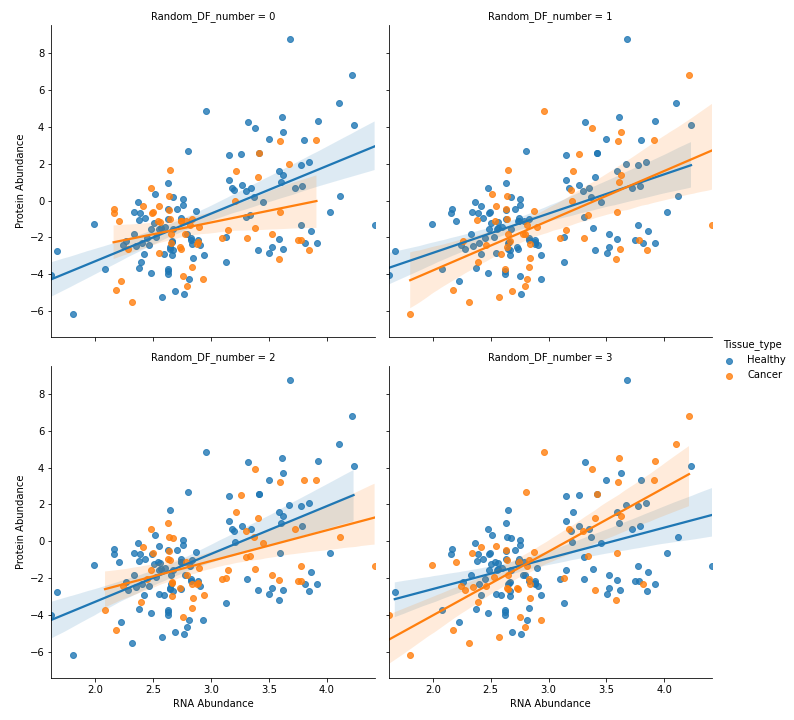 Random_DF_number = 0
Random_DF_number = 1
8
6
4
2
0
−2
−4
−6
Protein Abundance
Random_DF_number = 2
Random_DF_number = 3
Tissue_type
Healthy
Cancer
8
6
4
2
0
−2
−4
−6
Protein Abundance
2.0 2.5 3.0 3.5 4.0
RNA Abundance
2.0 2.5 3.0 3.5 4.0
RNA Abundance